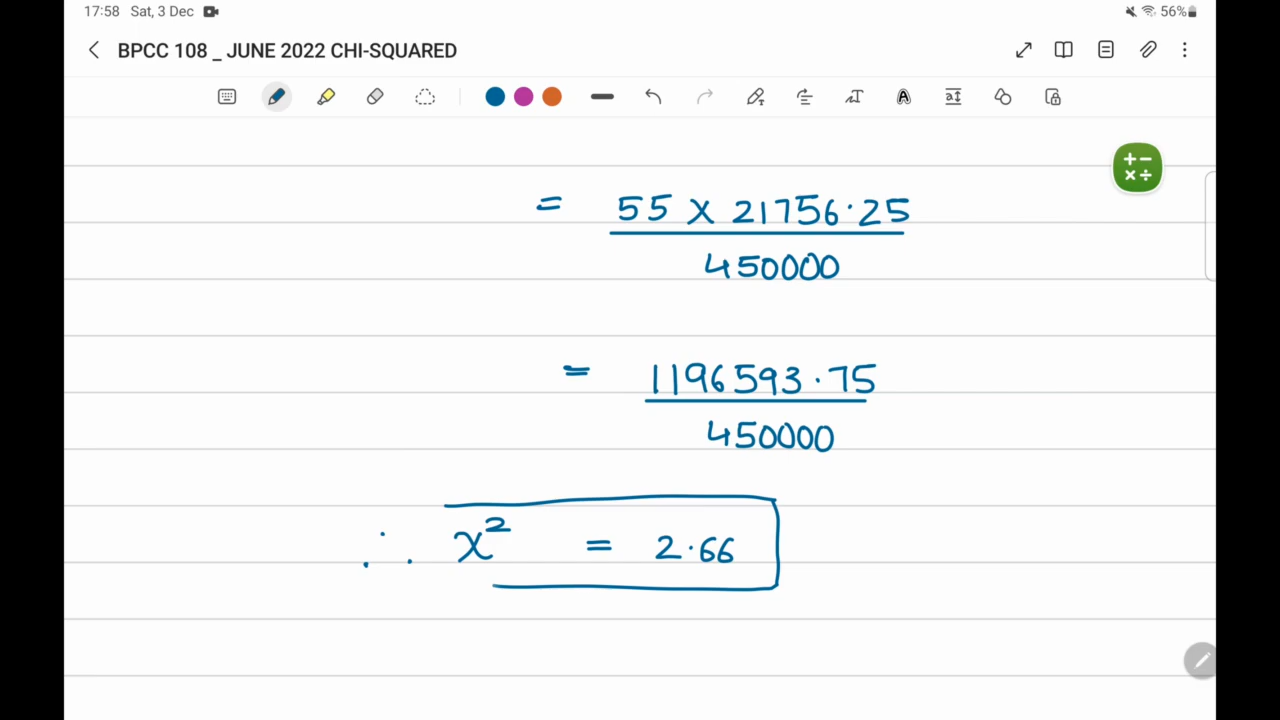 17:58 Sat, 3 Dec 56%
BPCC 108 _ JUNE 2022 CHI-SQUARED
= 55 X 21756.25
450000
= 1196593.75
450000
∴ x² = 2.66